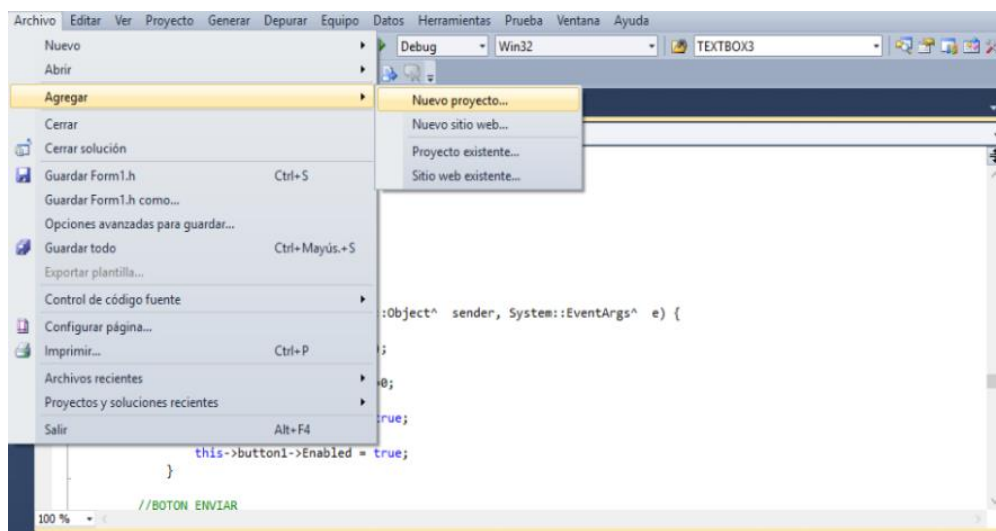 Archivo Editar Ver Proyecto Generar Depurar Equipo Datos Herramientas Prueba Ventana Ayuda
Debug Win32 TEXTBOX3
Nuevo
Abrir
Agregar
Nuevo proyecto...
Nuevo sitio web...
Proyecto existente...
Sitio web existente...
Cerrar
Cerrar solución
Guardar Form1.h Ctrl+S
Guardar Form1.h como...
Opciones avanzadas para guardar...
Guardar todo Ctrl+Mayús.+S
Exportar plantilla...
Control de código fuente
Configurar página...
Imprimir... Ctrl+P
Archivos recientes
Proyectos y soluciones recientes
Salir Alt+F4
:Object^ sender, System::EventArgs^ e) {
;
0;
true;
this->button1->Enabled = true;
}
//BOTON ENVIAR
100 %